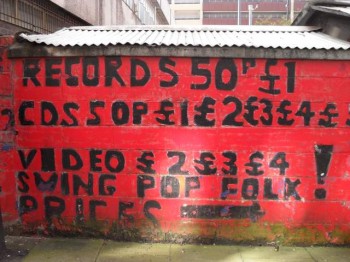 RECORDS 50P £1
CDS 50P £1 £2 £3 £4 £
VIDEO £2 £3 £4 !
SWING POP FOLK
PRICES